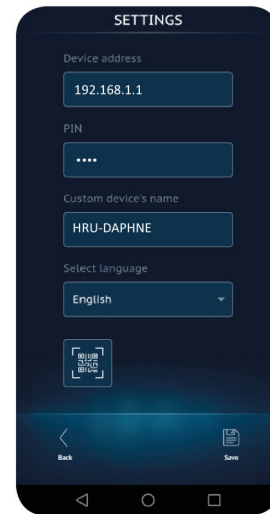 SETTINGS
Device address
192.168.1.1
PIN
••••
Custom device's name
HRU-DAPHNE
Select language
English
Back
Save